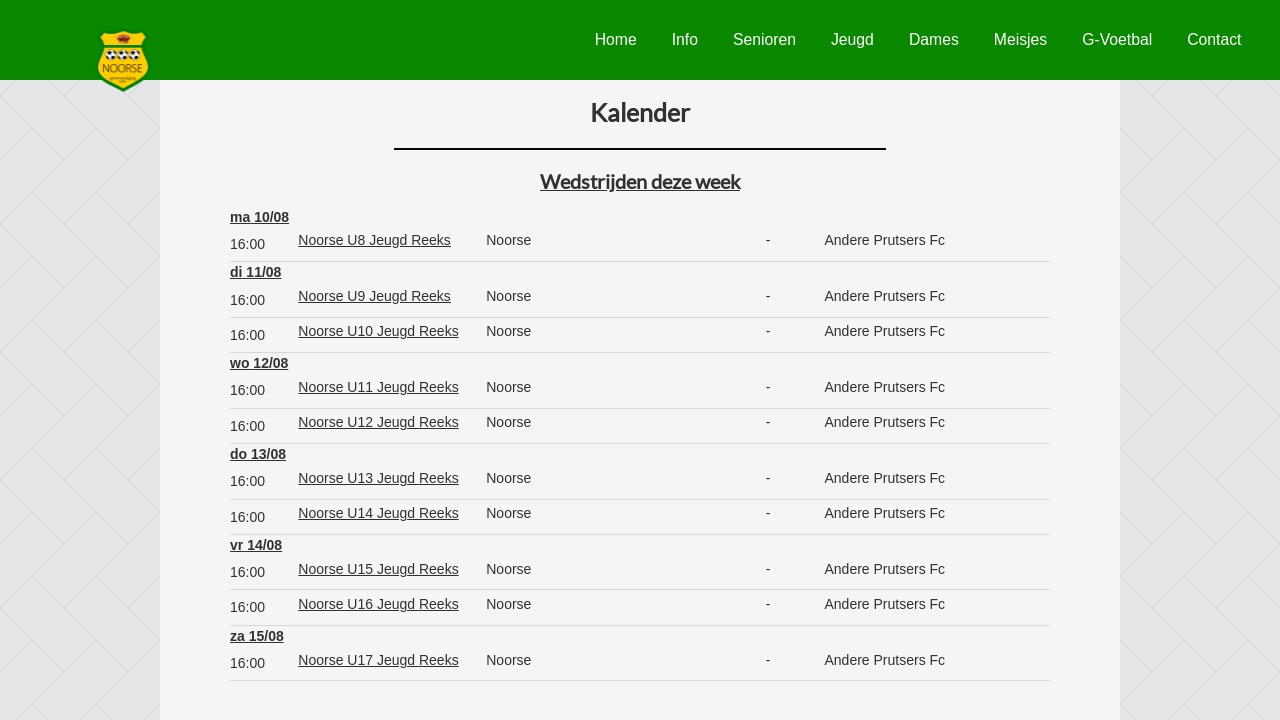 Home Info Senioren Jeugd Dames Meisjes G-Voetbal Contact
NOORSE
Kalender
Wedstrijden deze week
ma 10/08
16:00 Noorse U8 Jeugd Reeks Noorse - Andere Prutsers Fc
di 11/08
16:00 Noorse U9 Jeugd Reeks Noorse - Andere Prutsers Fc
16:00 Noorse U10 Jeugd Reeks Noorse - Andere Prutsers Fc
wo 12/08
16:00 Noorse U11 Jeugd Reeks Noorse - Andere Prutsers Fc
16:00 Noorse U12 Jeugd Reeks Noorse - Andere Prutsers Fc
do 13/08
16:00 Noorse U13 Jeugd Reeks Noorse - Andere Prutsers Fc
16:00 Noorse U14 Jeugd Reeks Noorse - Andere Prutsers Fc
vr 14/08
16:00 Noorse U15 Jeugd Reeks Noorse - Andere Prutsers Fc
16:00 Noorse U16 Jeugd Reeks Noorse - Andere Prutsers Fc
za 15/08
16:00 Noorse U17 Jeugd Reeks Noorse - Andere Prutsers Fc